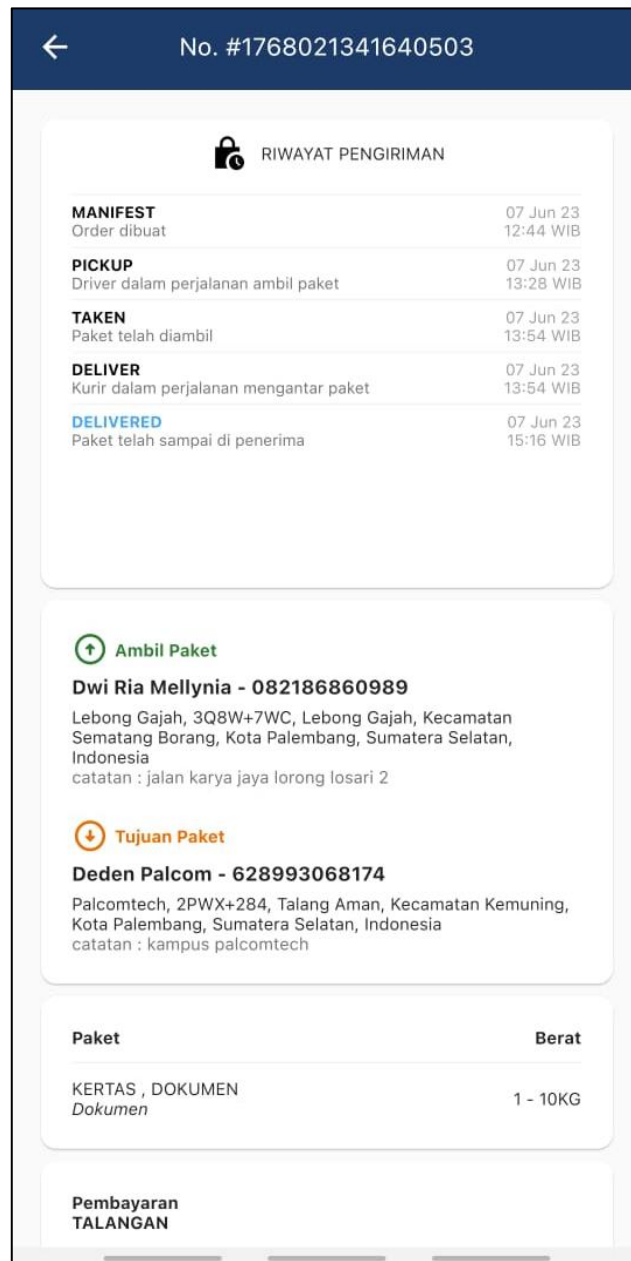 No. #1768021341640503
RIWAYAT PENGIRIMAN
MANIFEST 07 Jun 23
Order dibuat 12:44 WIB
PICKUP 07 Jun 23
Driver dalam perjalanan ambil paket 13:28 WIB
TAKEN 07 Jun 23
Paket telah diambil 13:54 WIB
DELIVER 07 Jun 23
Kurir dalam perjalanan mengantar paket 13:54 WIB
DELIVERED 07 Jun 23
Paket telah sampai di penerima 15:16 WIB
Ambil Paket
Dwi Ria Mellynia - 082186860989
Lebong Gajah, 3Q8W+7WC, Lebong Gajah, Kecamatan
Sematang Borang, Kota Palembang, Sumatera Selatan,
Indonesia
catatan : jalan karya jaya lorong losari 2
Tujuan Paket
Deden Palcom - 628993068174
Palcomtech, 2PWX+284, Talang Aman, Kecamatan Kemuning,
Kota Palembang, Sumatera Selatan, Indonesia
catatan : kampus palcomtech
Paket Berat
KERTAS , DOKUMEN
Dokumen 1 - 10KG
Pembayaran
TALANGAN